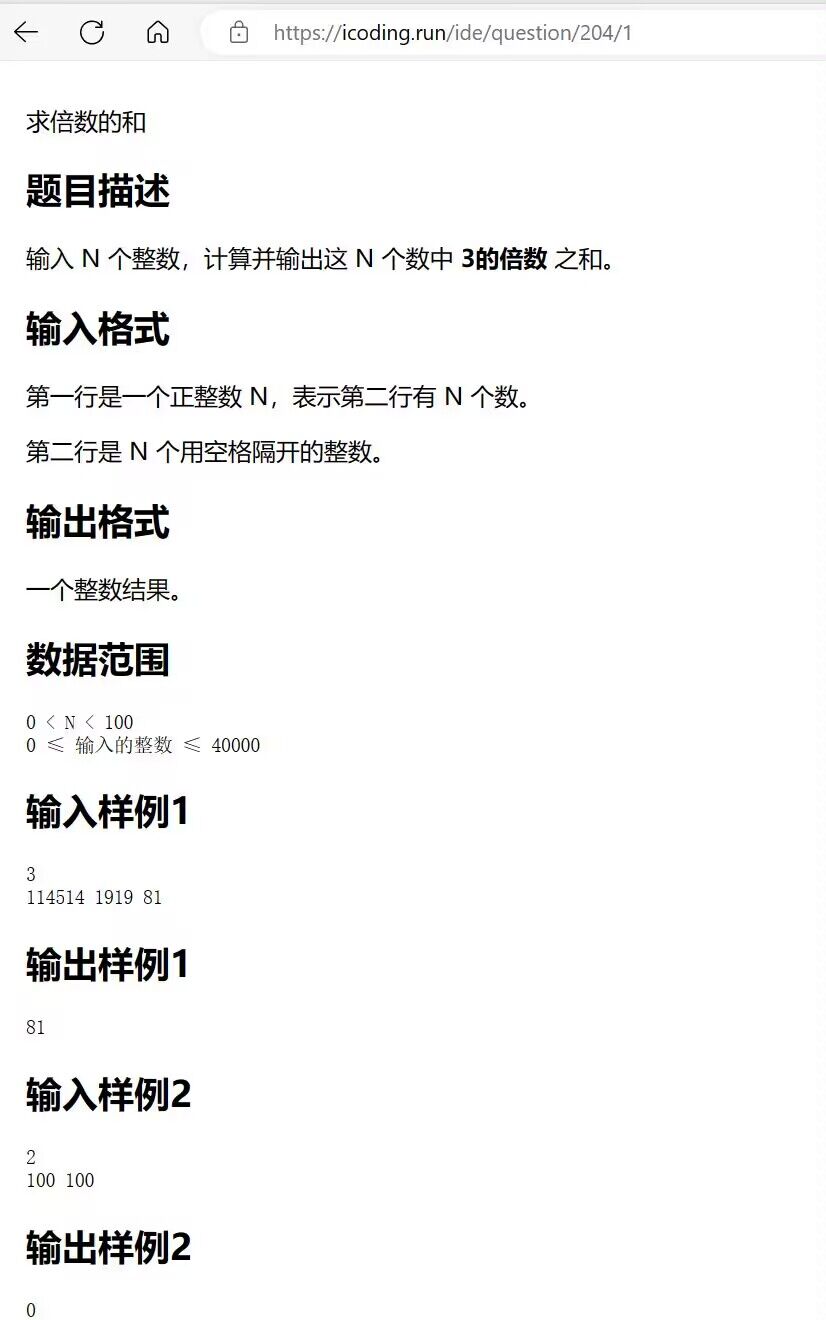 https://icoding.run/ide/question/204/1
求倍数的和
题目描述
输入 N 个整数，计算并输出这 N 个数中 3的倍数 之和。
输入格式
第一行是一个正整数 N，表示第二行有 N 个数。
第二行是 N 个用空格隔开的整数。
输出格式
一个整数结果。
数据范围
0 < N < 100
0 ≤ 输入的整数 ≤ 40000
输入样例1
3
114514 1919 81
输出样例1
81
输入样例2
2
100 100
输出样例2
0